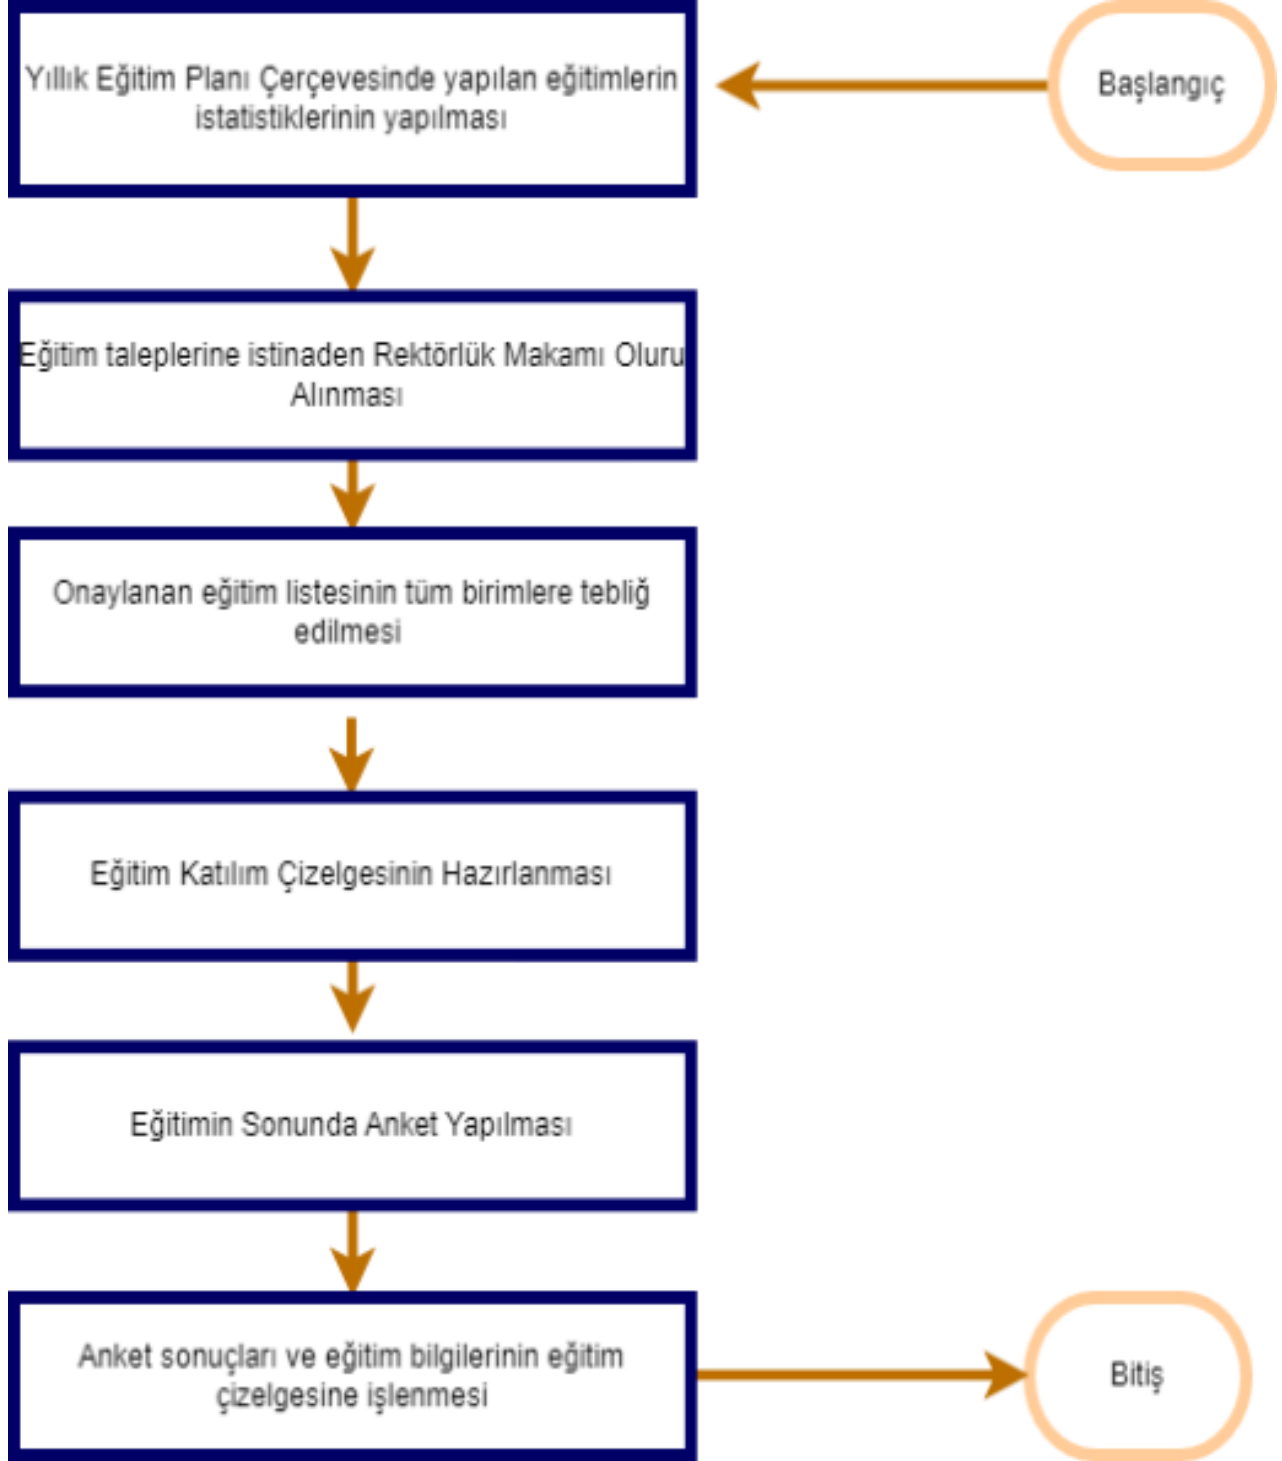 Başlangıç
Yıllık Eğitim Planı Çerçevesinde yapılan eğitimlerin
istatistiklerinin yapılması
Eğitim taleplerine istinaden Rektörlük Makamı Oluru
Alınması
Onaylanan eğitim listesinin tüm birimlere tebliğ
edilmesi
Eğitim Katılım Çizelgesinin Hazırlanması
Eğitimin Sonunda Anket Yapılması
Anket sonuçları ve eğitim bilgilerinin eğitim
çizelgesine işlenmesi
Bitiş